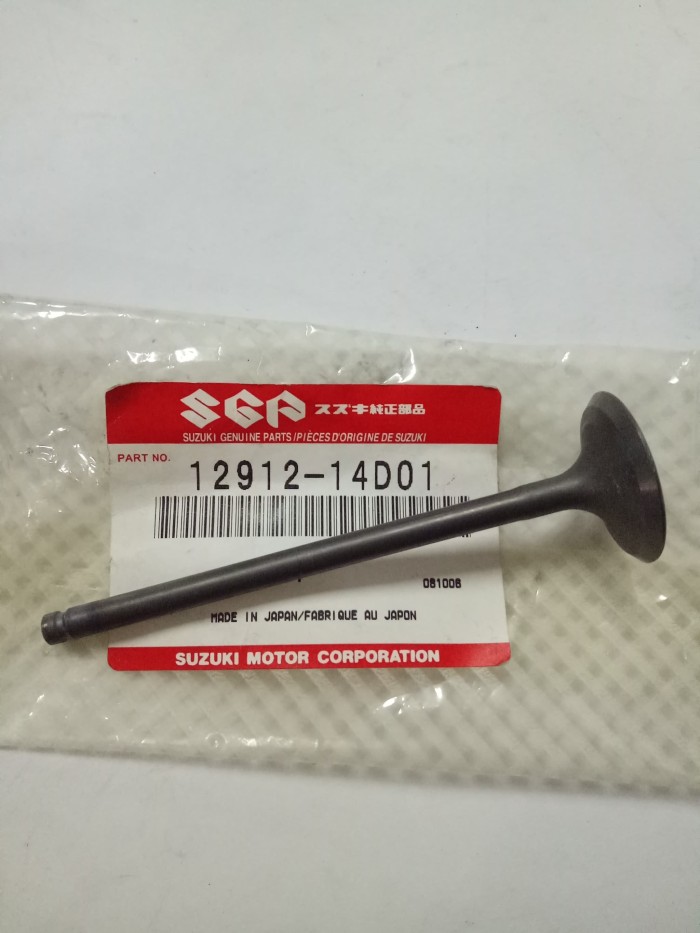 SGP スズキ純正部品
SUZUKI GENUINE PARTS/PIÈCES D'ORIGINE DE SUZUKI
PART NO. 12912-14D01
081006
MADE IN JAPAN/FABRIQUE AU JAPON
SUZUKI MOTOR CORPORATION